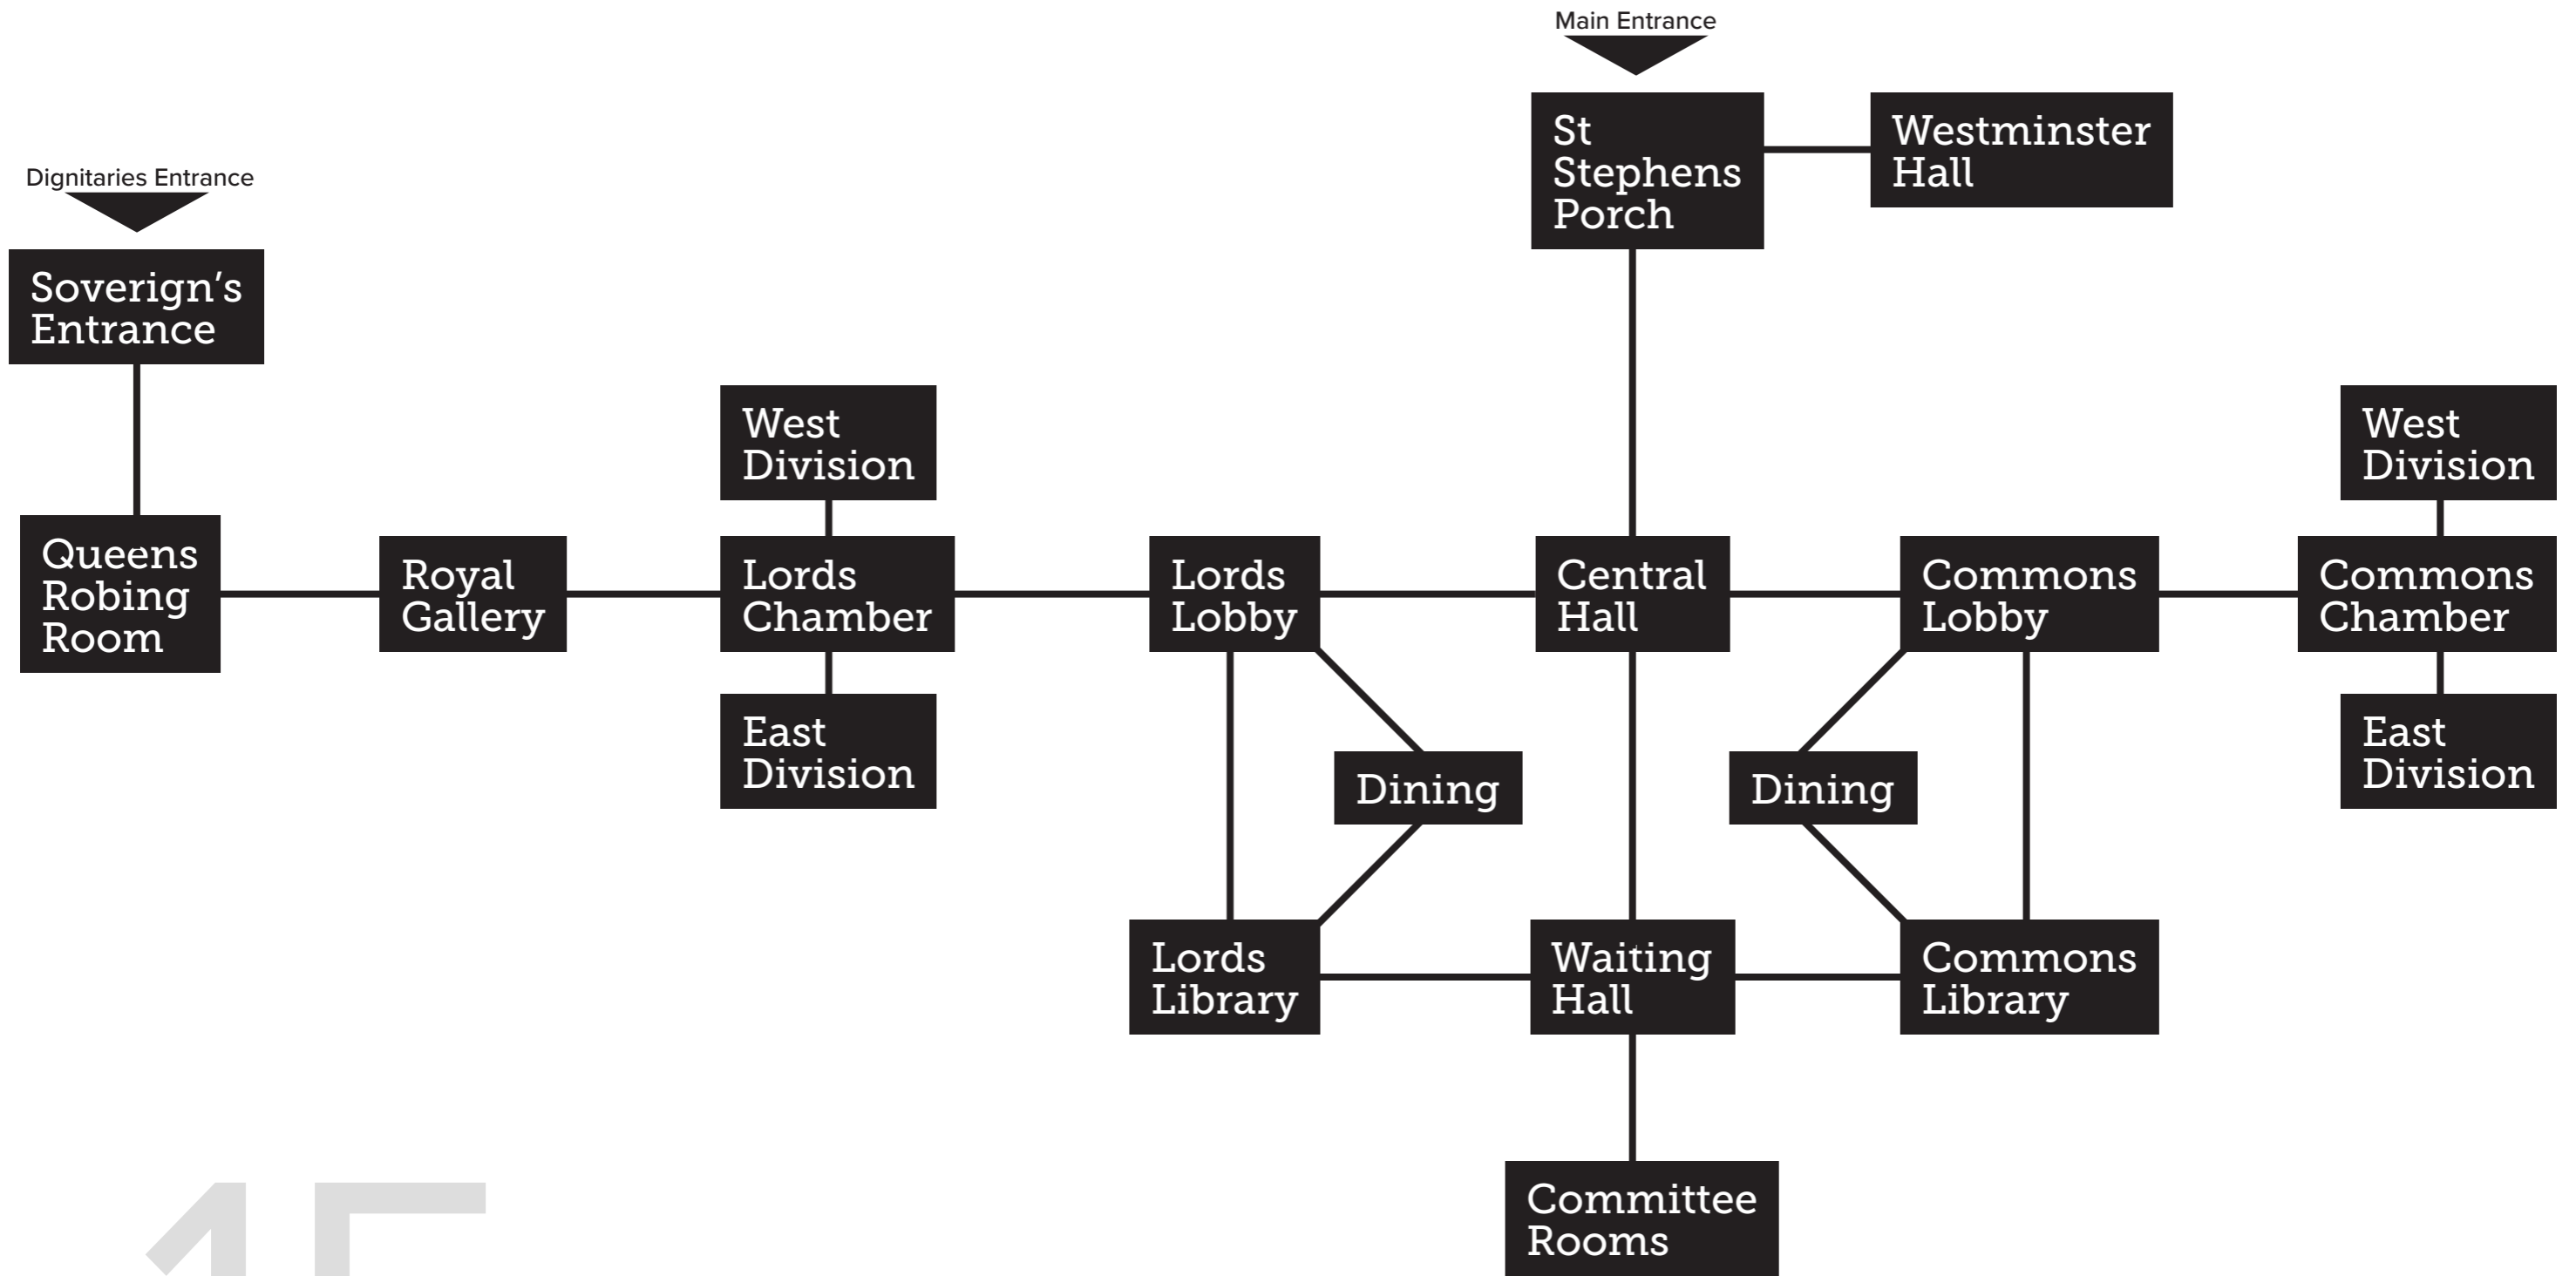 Main Entrance
St
Stephens
Porch
Westminster
Hall
Dignitaries Entrance
Soverign’s
Entrance
West
Division
West
Division
Queens
Robing
Room
Royal
Gallery
Lords
Chamber
Lords
Lobby
Central
Hall
Commons
Lobby
Commons
Chamber
East
Division
Dining
Dining
East
Division
Lords
Library
Waiting
Hall
Commons
Library
Committee
Rooms